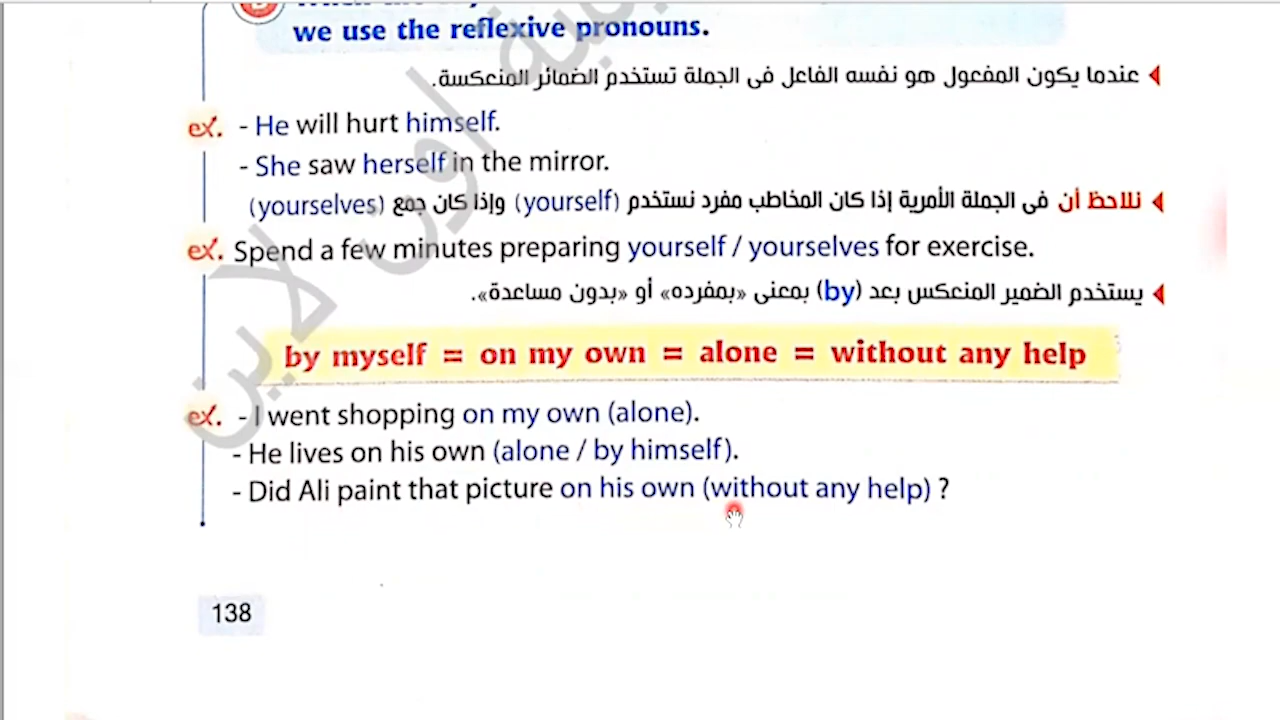 we use the reflexive pronouns.
عندما يكون المفعول هو نفسه الفاعل فى الجملة تستخدم الضمائر المنعكسة.
ex. - He will hurt himself.
- She saw herself in the mirror.
نلاحظ أن فى الجملة الأمرية إذا كان المخاطب مفرد نستخدم (yourself) وإذا كان جمع (yourselves)
ex. Spend a few minutes preparing yourself / yourselves for exercise.
يستخدم الضمير المنعكس بعد (by) بمعنى «بمفرده» أو «بدون مساعدة».
by myself = on my own = alone = without any help
ex. - I went shopping on my own (alone).
- He lives on his own (alone / by himself).
- Did Ali paint that picture on his own (without any help) ?
138
اون لاين